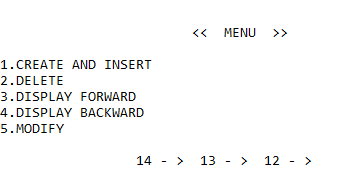 <<  MENU  >>
1.CREATE AND INSERT
2.DELETE
3.DISPLAY FORWARD
4.DISPLAY BACKWARD
5.MODIFY
14 - >  13 - >  12 - >